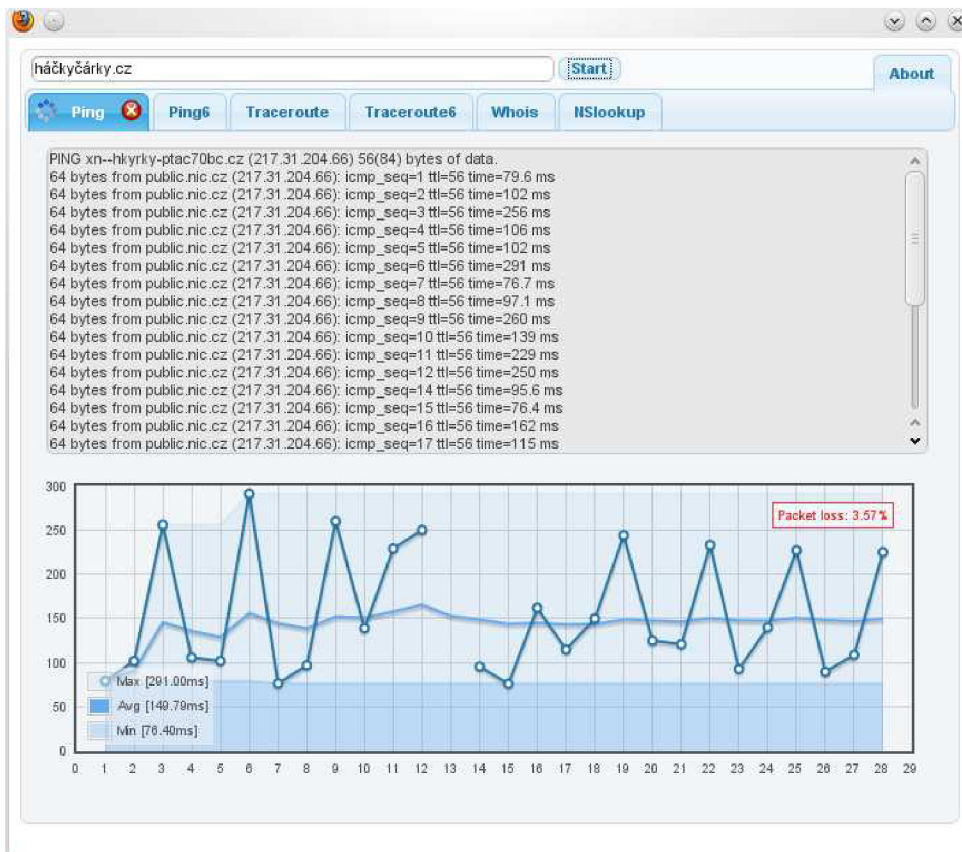 háčkyčárky.cz Start About
Ping Ping6 Traceroute Traceroute6 Whois NSlookup
PING xn--hkyrky-ptac70bc.cz (217.31.204.66) 56(84) bytes of data.
64 bytes from public.nic.cz (217.31.204.66): icmp_seq=1 ttl=56 time=79.6 ms
64 bytes from public.nic.cz (217.31.204.66): icmp_seq=2 ttl=56 time=102 ms
64 bytes from public.nic.cz (217.31.204.66): icmp_seq=3 ttl=56 time=256 ms
64 bytes from public.nic.cz (217.31.204.66): icmp_seq=4 ttl=56 time=106 ms
64 bytes from public.nic.cz (217.31.204.66): icmp_seq=5 ttl=56 time=102 ms
64 bytes from public.nic.cz (217.31.204.66): icmp_seq=6 ttl=56 time=291 ms
64 bytes from public.nic.cz (217.31.204.66): icmp_seq=7 ttl=56 time=76.7 ms
64 bytes from public.nic.cz (217.31.204.66): icmp_seq=8 ttl=56 time=97.1 ms
64 bytes from public.nic.cz (217.31.204.66): icmp_seq=9 ttl=56 time=260 ms
64 bytes from public.nic.cz (217.31.204.66): icmp_seq=10 ttl=56 time=139 ms
64 bytes from public.nic.cz (217.31.204.66): icmp_seq=11 ttl=56 time=229 ms
64 bytes from public.nic.cz (217.31.204.66): icmp_seq=12 ttl=56 time=250 ms
64 bytes from public.nic.cz (217.31.204.66): icmp_seq=14 ttl=56 time=95.6 ms
64 bytes from public.nic.cz (217.31.204.66): icmp_seq=15 ttl=56 time=76.4 ms
64 bytes from public.nic.cz (217.31.204.66): icmp_seq=16 ttl=56 time=162 ms
64 bytes from public.nic.cz (217.31.204.66): icmp_seq=17 ttl=56 time=115 ms
300
Packet loss: 3.57%
250
200
150
100
Max [291.00ms]
50 Avg [149.79ms]
Min [76.40ms]
0
0 1 2 3 4 5 6 7 8 9 10 11 12 13 14 15 16 17 18 19 20 21 22 23 24 25 26 27 28 29